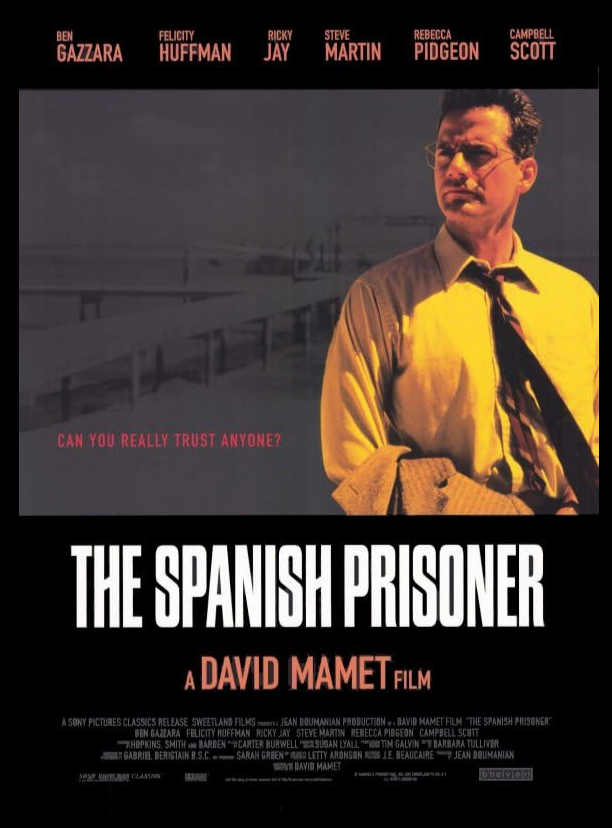 BEN GAZZARA FELICITY HUFFMAN RICKY JAY STEVE MARTIN REBECCA PIDGEON CAMPBELL SCOTT
CAN YOU REALLY TRUST ANYONE?
THE SPANISH PRISONER
A DAVID MAMET FILM
A SONY PICTURES CLASSICS RELEASE SWEETLAND FILMS JEAN DOUMANIAN PRODUCTION DAVID MAMET FILM "THE SPANISH PRISONER"
BEN GAZZARA FELICITY HUFFMAN RICKY JAY STEVE MARTIN REBECCA PIDGEON CAMPBELL SCOTT
HOPKINS, SMITH AND BARDEN CARTER BURWELL SUSAN LYALL TIM GALVIN BARBARA TULLIVER
GABRIEL BERISTAIN B.S.C. SARAH GREEN LETTY ARONSON J.E. BEAUCAIRE JEAN DOUMANIAN
DAVID MAMET
SONY PICTURES CLASSICS